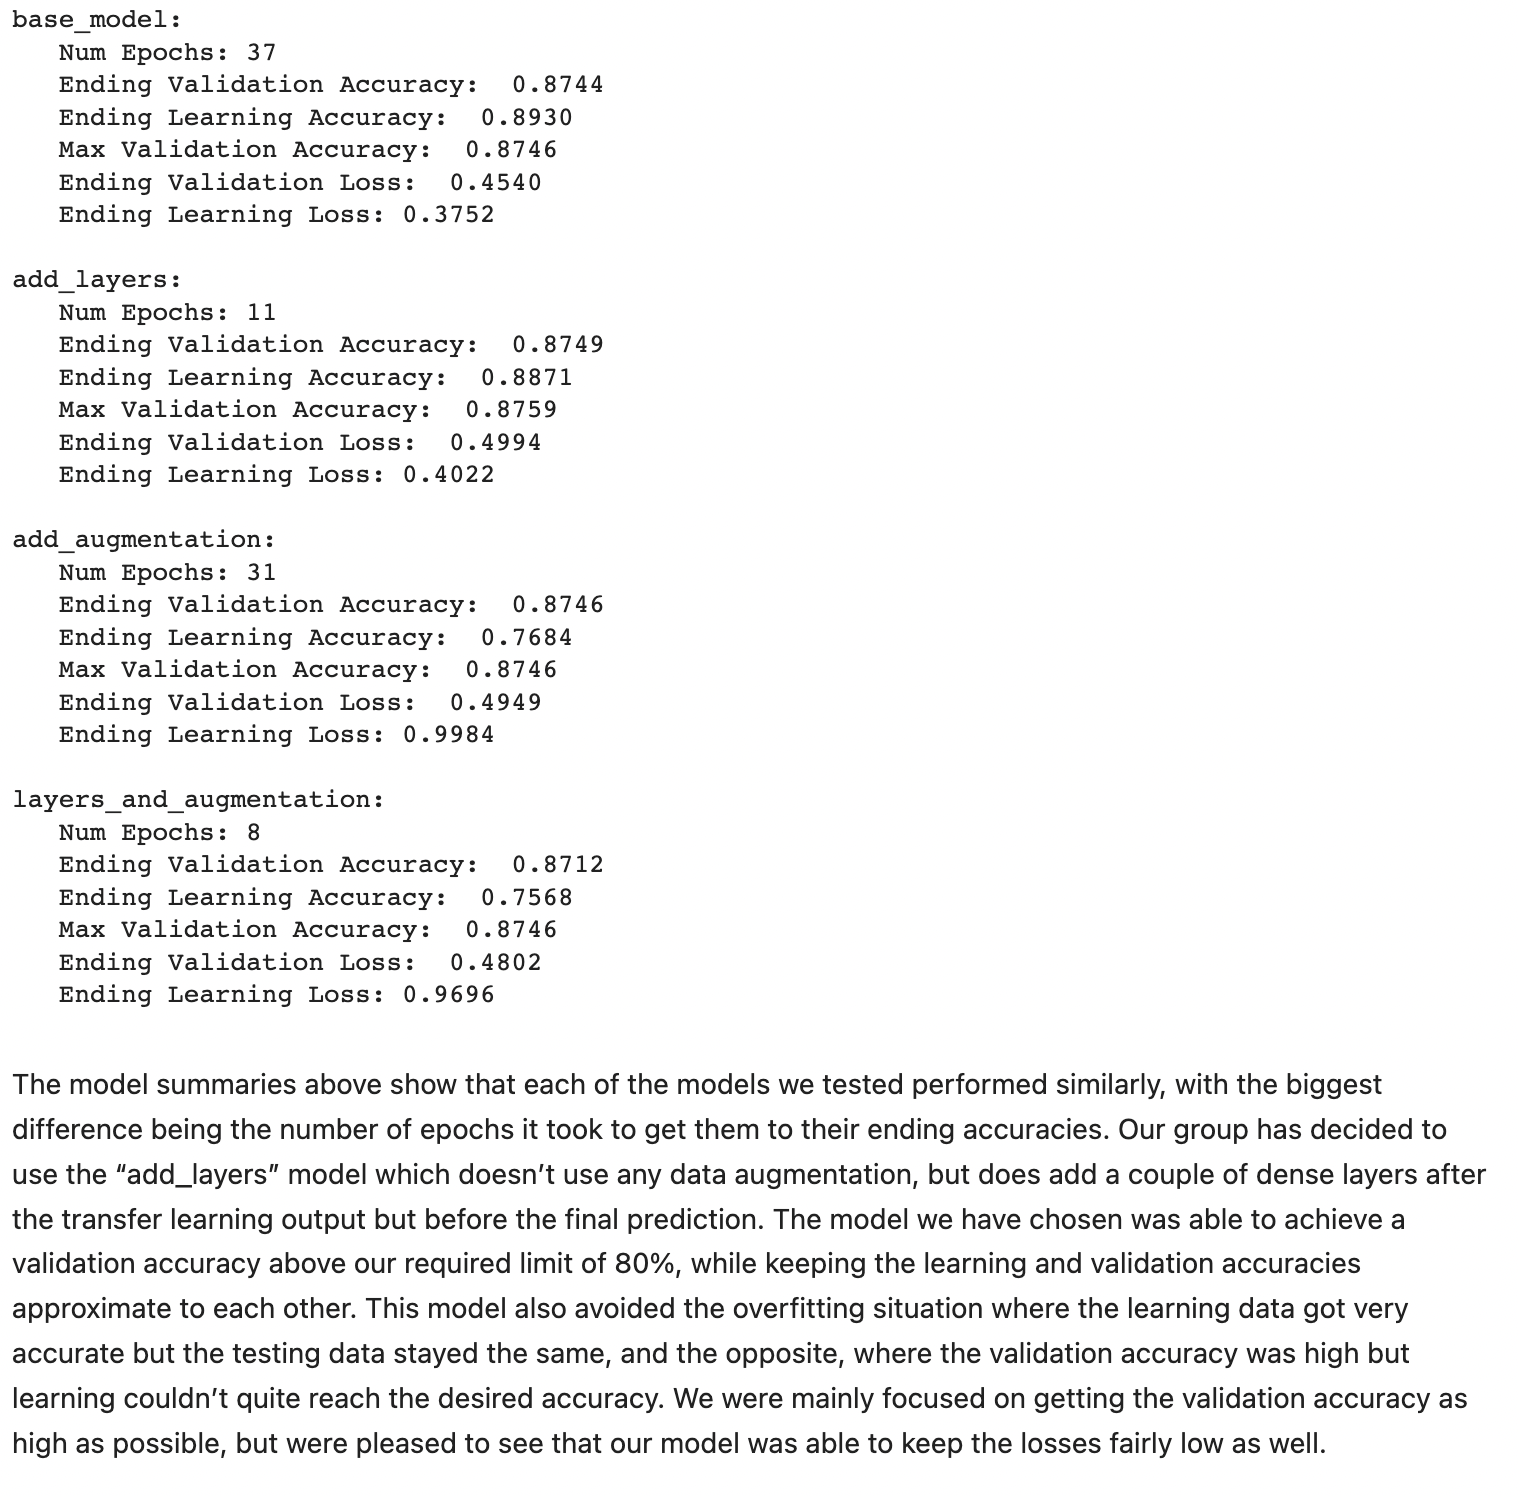 base_model:
Num Epochs: 37
Ending Validation Accuracy: 0.8744
Ending Learning Accuracy: 0.8930
Max Validation Accuracy: 0.8746
Ending Validation Loss: 0.4540
Ending Learning Loss: 0.3752
add_layers:
Num Epochs: 11
Ending Validation Accuracy: 0.8749
Ending Learning Accuracy: 0.8871
Max Validation Accuracy: 0.8759
Ending Validation Loss: 0.4994
Ending Learning Loss: 0.4022
add_augmentation:
Num Epochs: 31
Ending Validation Accuracy: 0.8746
Ending Learning Accuracy: 0.7684
Max Validation Accuracy: 0.8746
Ending Validation Loss: 0.4949
Ending Learning Loss: 0.9984
layers_and_augmentation:
Num Epochs: 8
Ending Validation Accuracy: 0.8712
Ending Learning Accuracy: 0.7568
Max Validation Accuracy: 0.8746
Ending Validation Loss: 0.4802
Ending Learning Loss: 0.9696
The model summaries above show that each of the models we tested performed similarly, with the biggest
difference being the number of epochs it took to get them to their ending accuracies. Our group has decided to
use the “add_layers” model which doesn’t use any data augmentation, but does add a couple of dense layers after
the transfer learning output but before the final prediction. The model we have chosen was able to achieve a
validation accuracy above our required limit of 80%, while keeping the learning and validation accuracies
approximate to each other. This model also avoided the overfitting situation where the learning data got very
accurate but the testing data stayed the same, and the opposite, where the validation accuracy was high but
learning couldn’t quite reach the desired accuracy. We were mainly focused on getting the validation accuracy as
high as possible, but were pleased to see that our model was able to keep the losses fairly low as well.